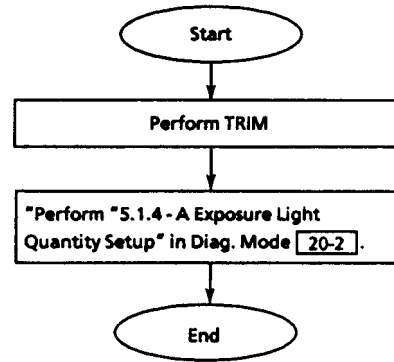 Start
Perform TRIM
"Perform "5.1.4 - A Exposure Light
Quantity Setup" in Diag. Mode 20-2 .
End